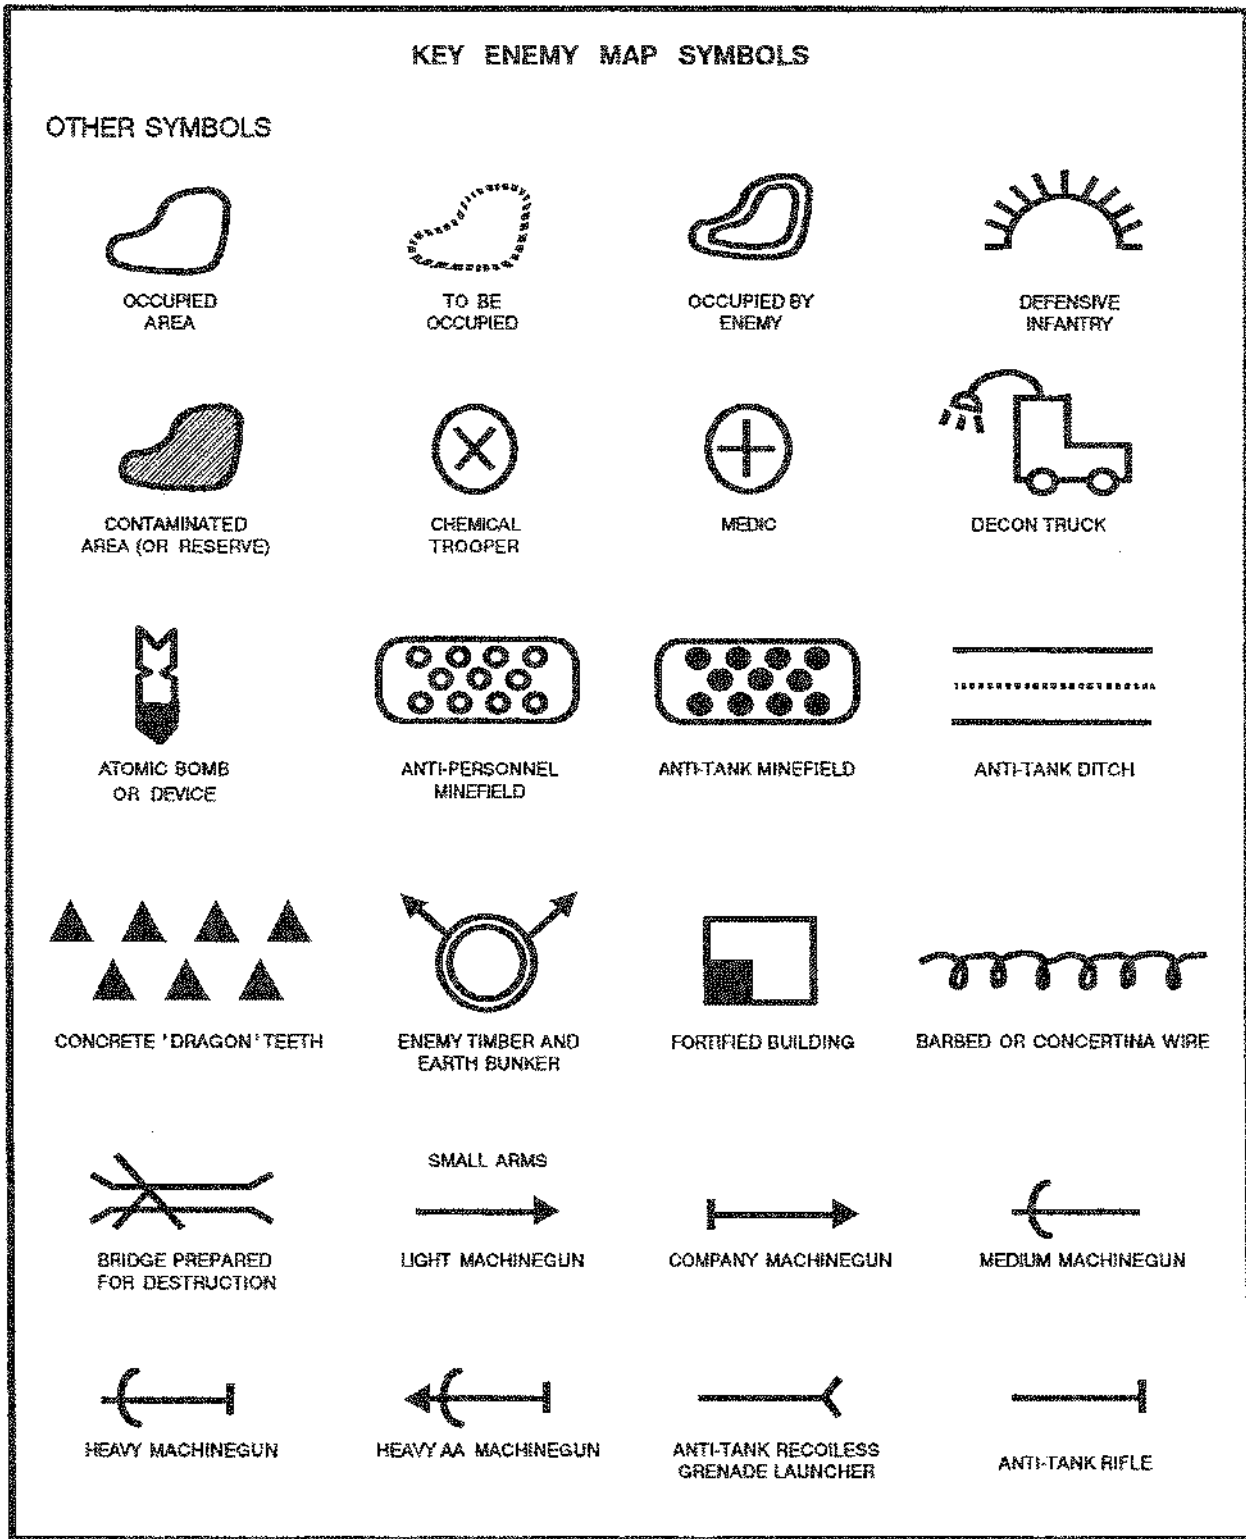 KEY ENEMY MAP SYMBOLS
OTHER SYMBOLS
OCCUPIED
AREA
TO BE
OCCUPIED
OCCUPIED BY
ENEMY
DEFENSIVE
INFANTRY
CONTAMINATED
AREA (OR RESERVE)
CHEMICAL
TROOPER
MEDIC
DECON TRUCK
ATOMIC BOMB
OR DEVICE
ANTI-PERSONNEL
MINEFIELD
ANTI-TANK MINEFIELD
ANTI-TANK DITCH
CONCRETE 'DRAGON' TEETH
ENEMY TIMBER AND
EARTH BUNKER
FORTIFIED BUILDING
BARBED OR CONCERTINA WIRE
BRIDGE PREPARED
FOR DESTRUCTION
SMALL ARMS
LIGHT MACHINEGUN
COMPANY MACHINEGUN
MEDIUM MACHINEGUN
HEAVY MACHINEGUN
HEAVY AA MACHINEGUN
ANTI-TANK RECOILESS
GRENADE LAUNCHER
ANTI-TANK RIFLE